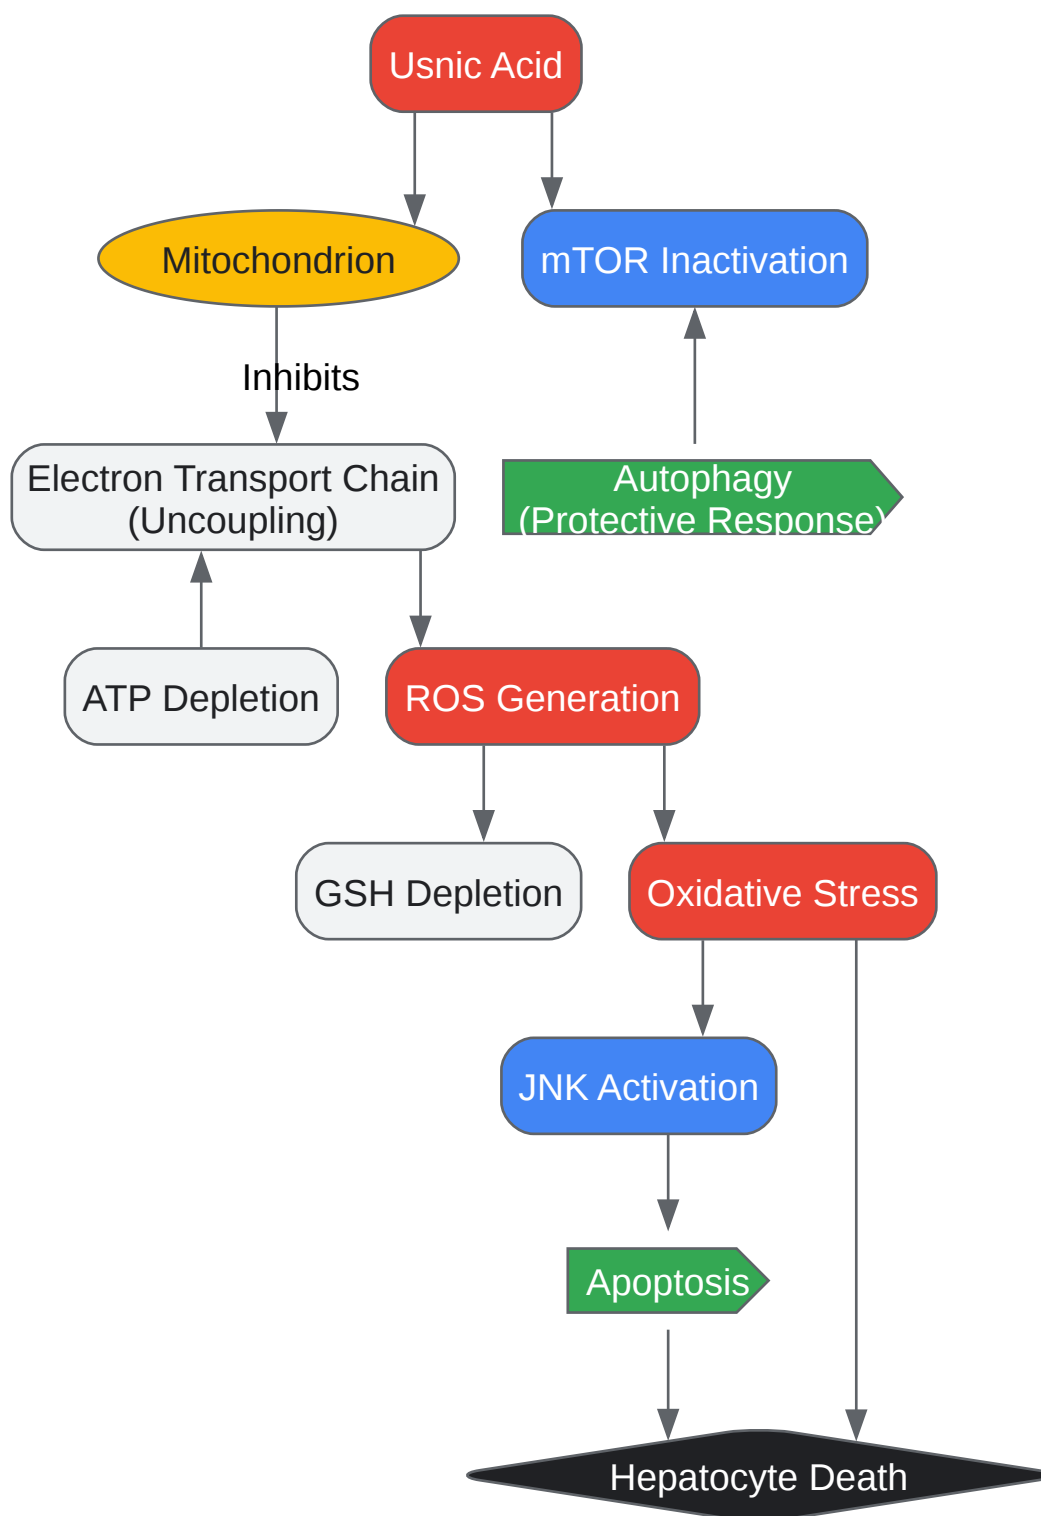 Usnic Acid
Mitochondrion
mTOR Inactivation
Inhibits
Electron Transport Chain
(Uncoupling)
Autophagy
(Protective Response)
ATP Depletion
ROS Generation
GSH Depletion
Oxidative Stress
JNK Activation
Apoptosis
Hepatocyte Death